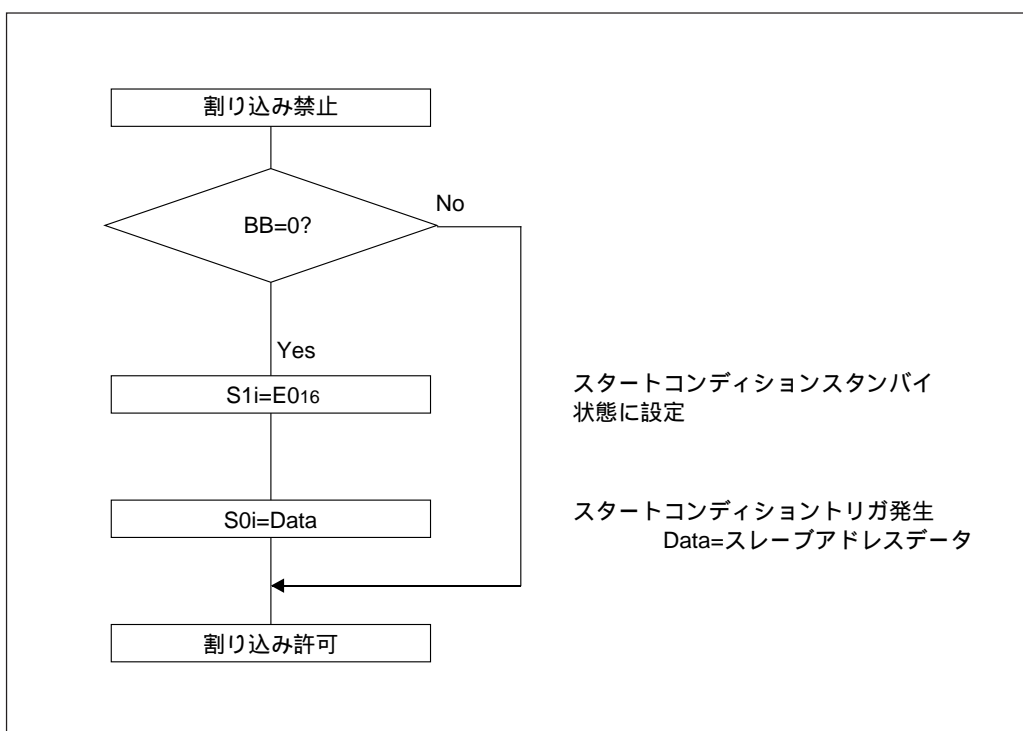 割り込み禁止
BB=0?
No
Yes
S1i=E016
スタートコンディションスタンバイ
状態に設定
S0i=Data
スタートコンディショントリガ発生
Data=スレーブアドレスデータ
割り込み許可